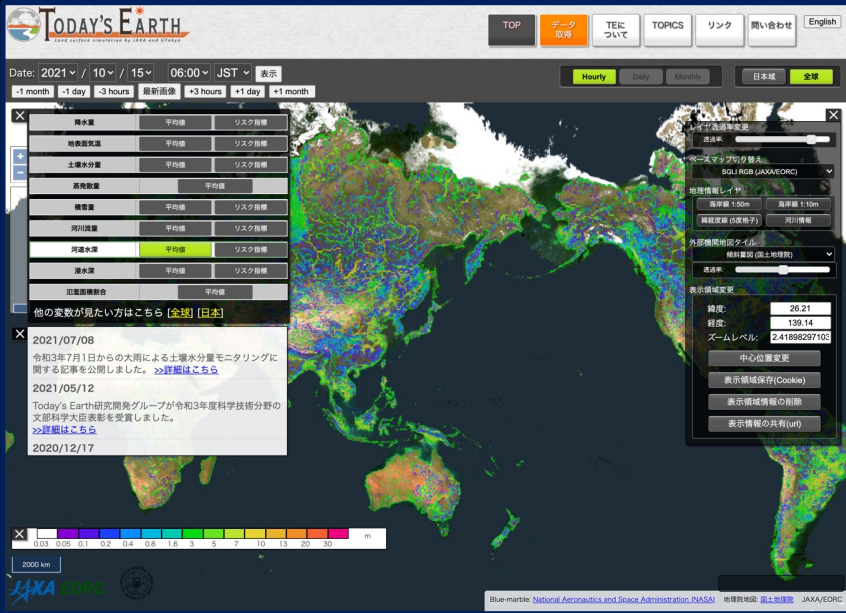 TODAY'S EARTH
Land surface simulation by JAXA and UTokyo
TOP
データ
取得
TEに
ついて
TOPICS
リンク
問い合わせ
English
Date: 2021 / 10 / 15 06:00 JST 表示
-1 month -1 day -3 hours 最新画像 +3 hours +1 day +1 month
Hourly Daily Monthly
日本域 全球
降水量 平均値 リスク指標
地表面気温 平均値 リスク指標
土壌水分量 平均値 リスク指標
蒸発散量 平均値
積雪量 平均値 リスク指標
河川流量 平均値 リスク指標
河道水深 平均値 リスク指標
浸水深 平均値 リスク指標
氾濫面積割合 平均値
他の変数が見たい方はこちら [全球] [日本]
2021/07/08
令和3年7月1日からの大雨による土壌水分量モニタリングに
関する記事を公開しました。 >>詳細はこちら
2021/05/12
Today's Earth研究開発グループが令和3年度科学技術分野の
文部科学大臣表彰を受賞しました。
>>詳細はこちら
2020/12/17
レイヤ透過率変更
透過率:
ベースマップ切り替え
SGLI RGB (JAXA/EORC)
地理情報レイヤ
海岸線 1:50m 海岸線 1:10m
緯経度線 (5度格子) 河川情報
外部機関地図タイル
傾斜量図 (国土地理院)
透過率:
表示領域変更
緯度: 26.21
経度: 139.14
ズームレベル: 2.41898297103
中心位置変更
表示領域保存(Cookie)
表示領域情報の削除
表示情報の共有(url)
0.03 0.05 0.1 0.2 0.4 0.8 1.6 3 5 7 10 13 20 30 m
2000 km
JAXA EORC
Blue-marble: National Aeronautics and Space Administration (NASA) 地理院地図: 国土地理院 JAXA/EORC